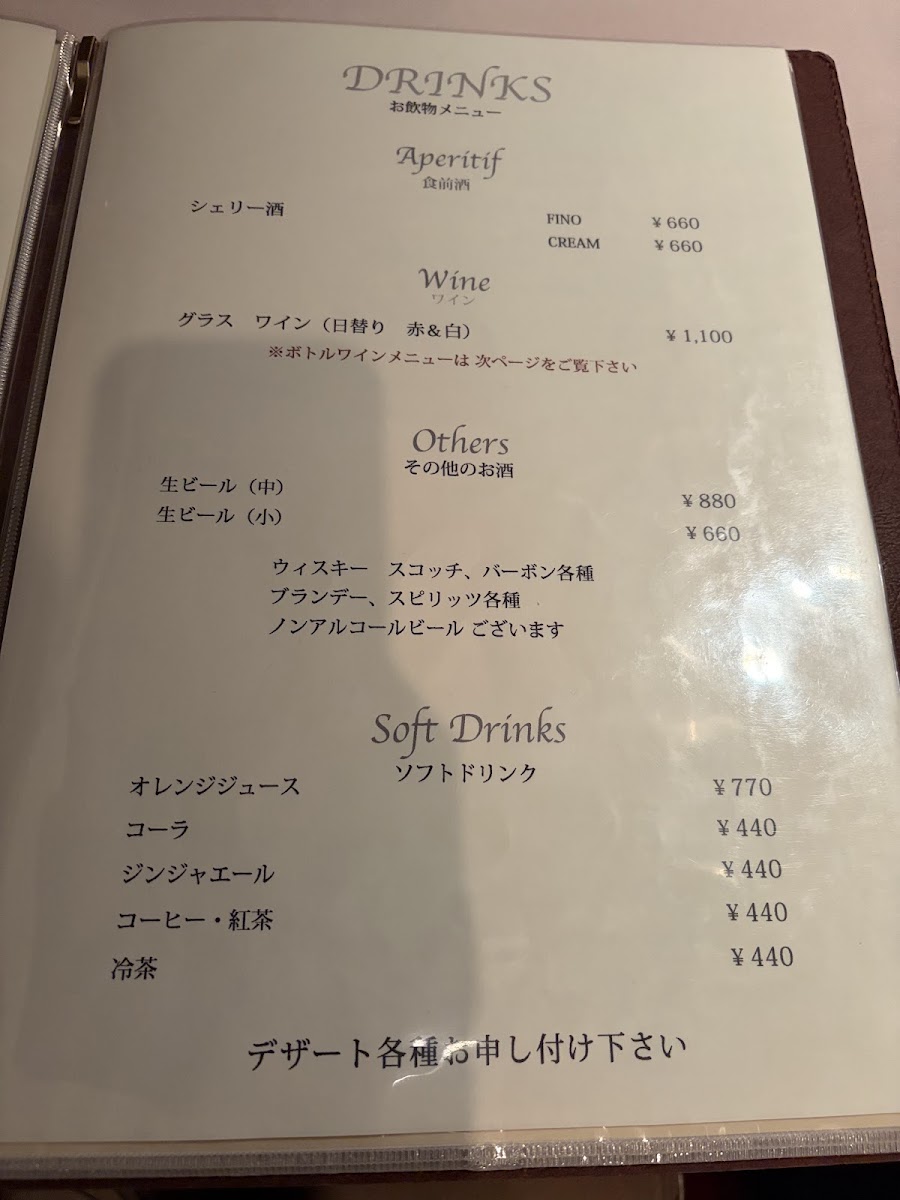 DRINKS
お飲物メニュー
Aperitif
食前酒
シェリー酒 FINO ¥660
CREAM ¥660
Wine
ワイン
グラス ワイン（日替り 赤＆白） ¥1,100
※ボトルワインメニューは 次ページをご覧下さい
Others
その他のお酒
生ビール（中） ¥880
生ビール（小） ¥660
ウィスキー スコッチ、バーボン各種
ブランデー、スピリッツ各種
ノンアルコールビール ございます
Soft Drinks
ソフトドリンク
オレンジジュース ¥770
コーラ ¥440
ジンジャエール ¥440
コーヒー・紅茶 ¥440
冷茶 ¥440
デザート各種お申し付け下さい